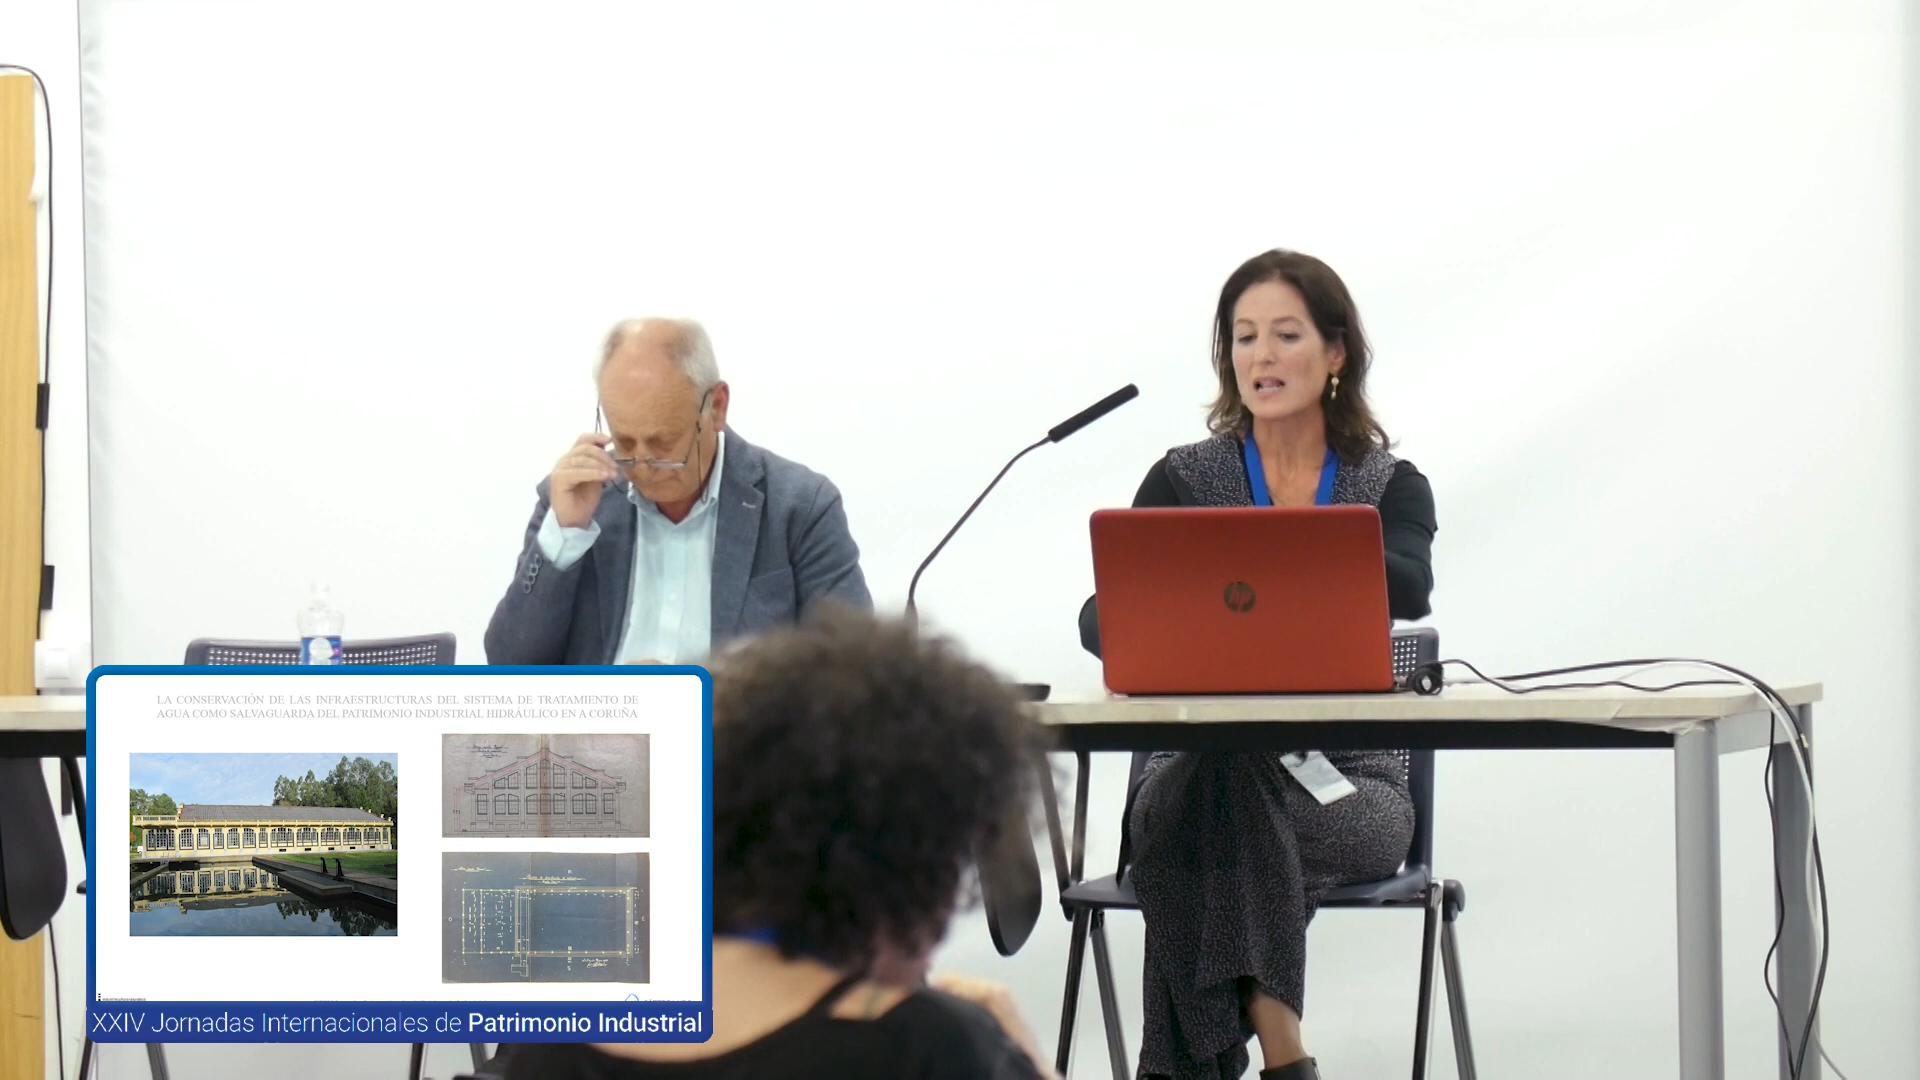 hp
LA CONSERVACIÓN DE LAS INFRAESTRUCTURAS DEL SISTEMA DE TRATAMIENTO DE
AGUA COMO SALVAGUARDA DEL PATRIMONIO INDUSTRIAL HIDRÁULICO EN A CORUÑA
XXIV Jornadas Internacionales de Patrimonio Industrial